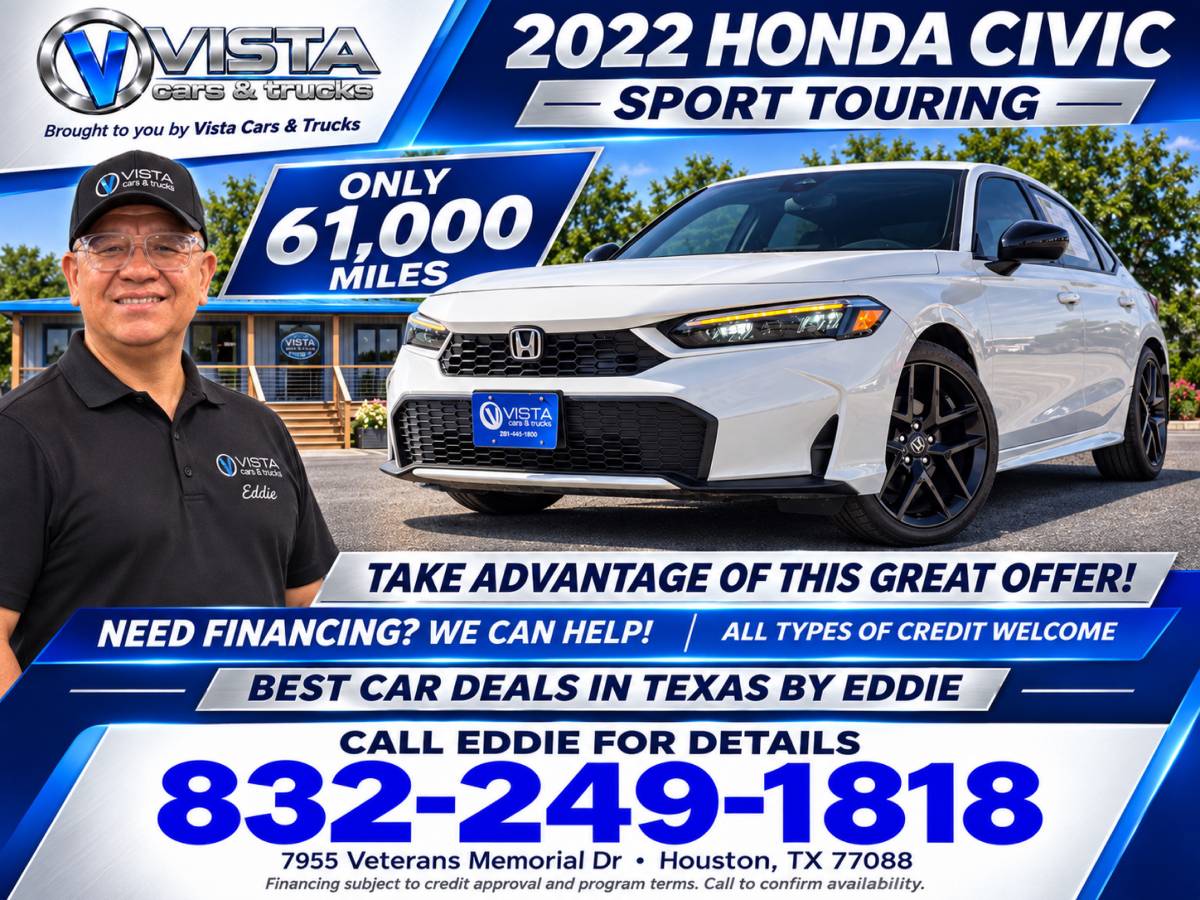 VISTA
cars & trucks
Brought to you by Vista Cars & Trucks
2022 HONDA CIVIC
SPORT TOURING
VISTA
cars & trucks
ONLY
61,000
MILES
VISTA
VISTA
cars & trucks
281-445-1800
VISTA
cars & trucks
Eddie
TAKE ADVANTAGE OF THIS GREAT OFFER!
NEED FINANCING? WE CAN HELP! | ALL TYPES OF CREDIT WELCOME
BEST CAR DEALS IN TEXAS BY EDDIE
CALL EDDIE FOR DETAILS
832-249-1818
7955 Veterans Memorial Dr • Houston, TX 77088
Financing subject to credit approval and program terms. Call to confirm availability.